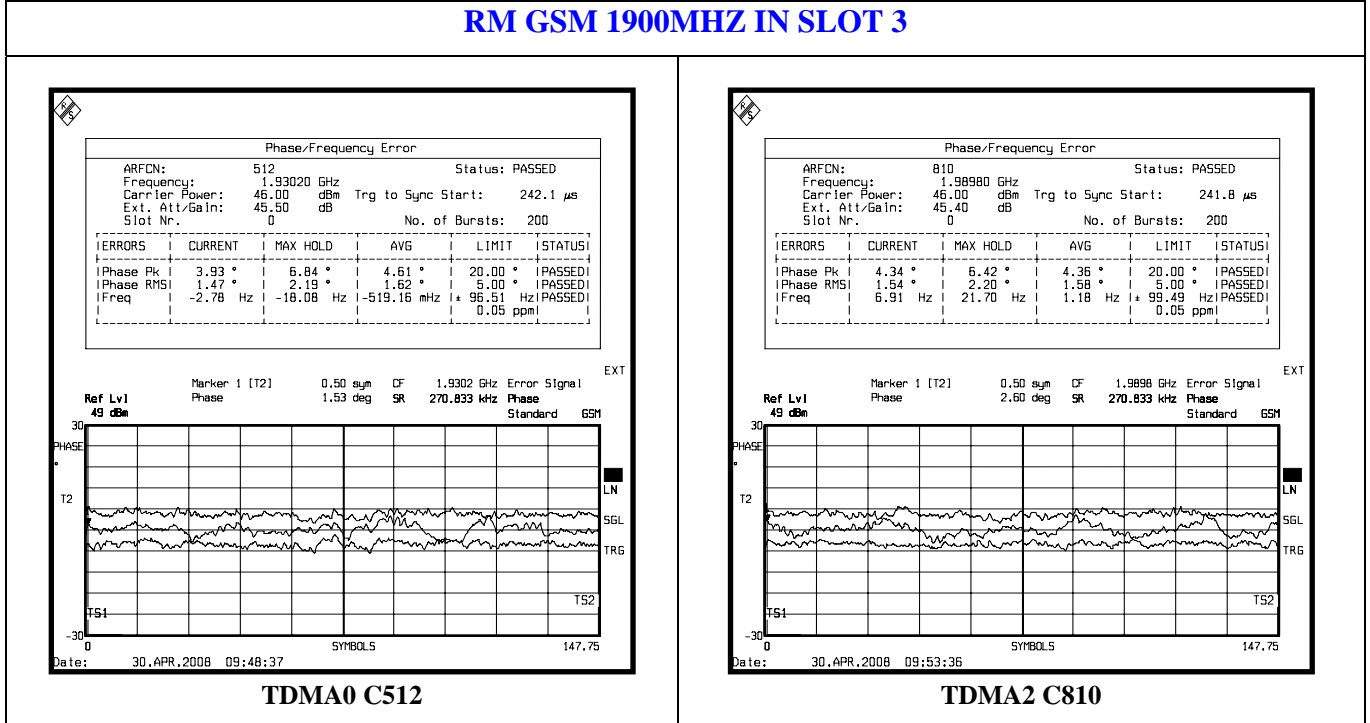 RM GSM 1900MHZ IN SLOT 3
R/S
Phase/Frequency Error
ARFCN: 512 Status: PASSED
Frequency: 1.93020 GHz
Carrier Power: 46.00 dBm Trg to Sync Start: 242.1 µs
Ext. Att/Gain: 45.50 dB
Slot Nr. 0 No. of Bursts: 200
ERRORS CURRENT MAX HOLD AVG LIMIT STATUS
Phase Pk 3.93 ° 6.84 ° 4.61 ° 20.00 ° PASSED
Phase RMS 1.47 ° 2.19 ° 1.62 ° 5.00 ° PASSED
Freq -2.78 Hz -18.08 Hz -519.16 mHz ± 96.51 Hz PASSED
0.05 ppm
EXT
Marker 1 [T2] 0.50 sym CF 1.9302 GHz Error Signal
Ref Lvl Phase 1.53 deg SR 270.833 kHz Phase
49 dBm Standard GSM
30
PHASE
°
T2
LN
SGL
TRG
TS2
TS1
-30
0 SYMBOLS 147.75
Date: 30.APR.2008 09:48:37
TDMA0 C512
R/S
Phase/Frequency Error
ARFCN: 810 Status: PASSED
Frequency: 1.98980 GHz
Carrier Power: 46.00 dBm Trg to Sync Start: 241.8 µs
Ext. Att/Gain: 45.40 dB
Slot Nr. 0 No. of Bursts: 200
ERRORS CURRENT MAX HOLD AVG LIMIT STATUS
Phase Pk 4.34 ° 6.42 ° 4.36 ° 20.00 ° PASSED
Phase RMS 1.54 ° 2.20 ° 1.58 ° 5.00 ° PASSED
Freq 6.91 Hz 21.70 Hz 1.18 Hz ± 99.49 Hz PASSED
0.05 ppm
EXT
Marker 1 [T2] 0.50 sym CF 1.9898 GHz Error Signal
Ref Lvl Phase 2.60 deg SR 270.833 kHz Phase
49 dBm Standard GSM
30
PHASE
°
T2
LN
SGL
TRG
TS2
TS1
-30
0 SYMBOLS 147.75
Date: 30.APR.2008 09:53:36
TDMA2 C810